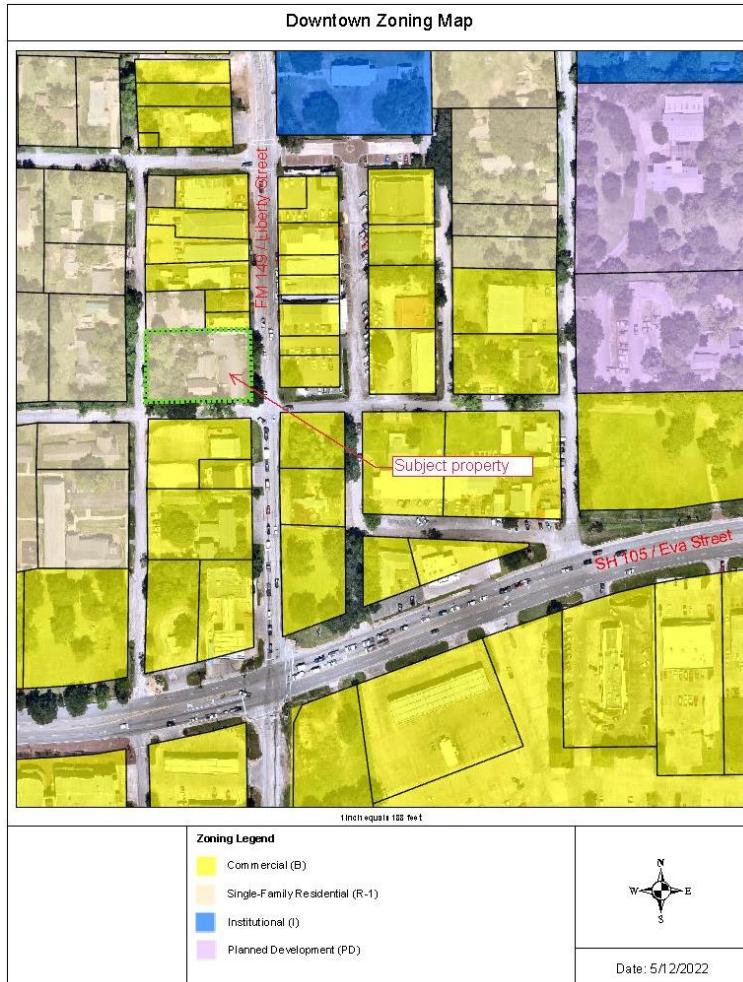 Downtown Zoning Map
FM 149 / Liberty Street
Subject property
SH 105 / Eva Street
1 inch equals 188 feet
Zoning Legend
Commercial (B)
Single-Family Residential (R-1)
Institutional (I)
Planned Development (PD)
N
W E
S
Date: 5/12/2022